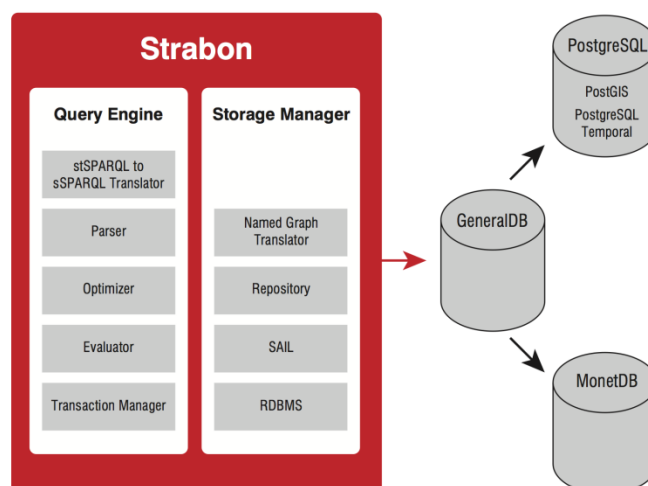 Strabon
Query Engine
stSPARQL to
sSPARQL Translator
Parser
Optimizer
Evaluator
Transaction Manager
Storage Manager
Named Graph
Translator
Repository
SAIL
RDBMS
GeneralDB
PostgreSQL
PostGIS
PostgreSQL
Temporal
MonetDB